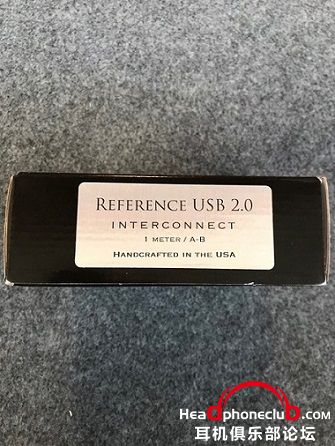 REFERENCE USB 2.0
INTERCONNECT
1 METER / A-B
HANDCRAFTED IN THE USA
Headphoneclub.com
耳机俱乐部论坛